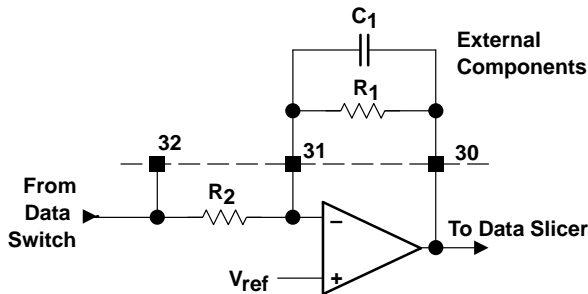 C1
External
Components
R1
32
31
30
From
Data
Switch
R2
−
To Data Slicer
Vref
+